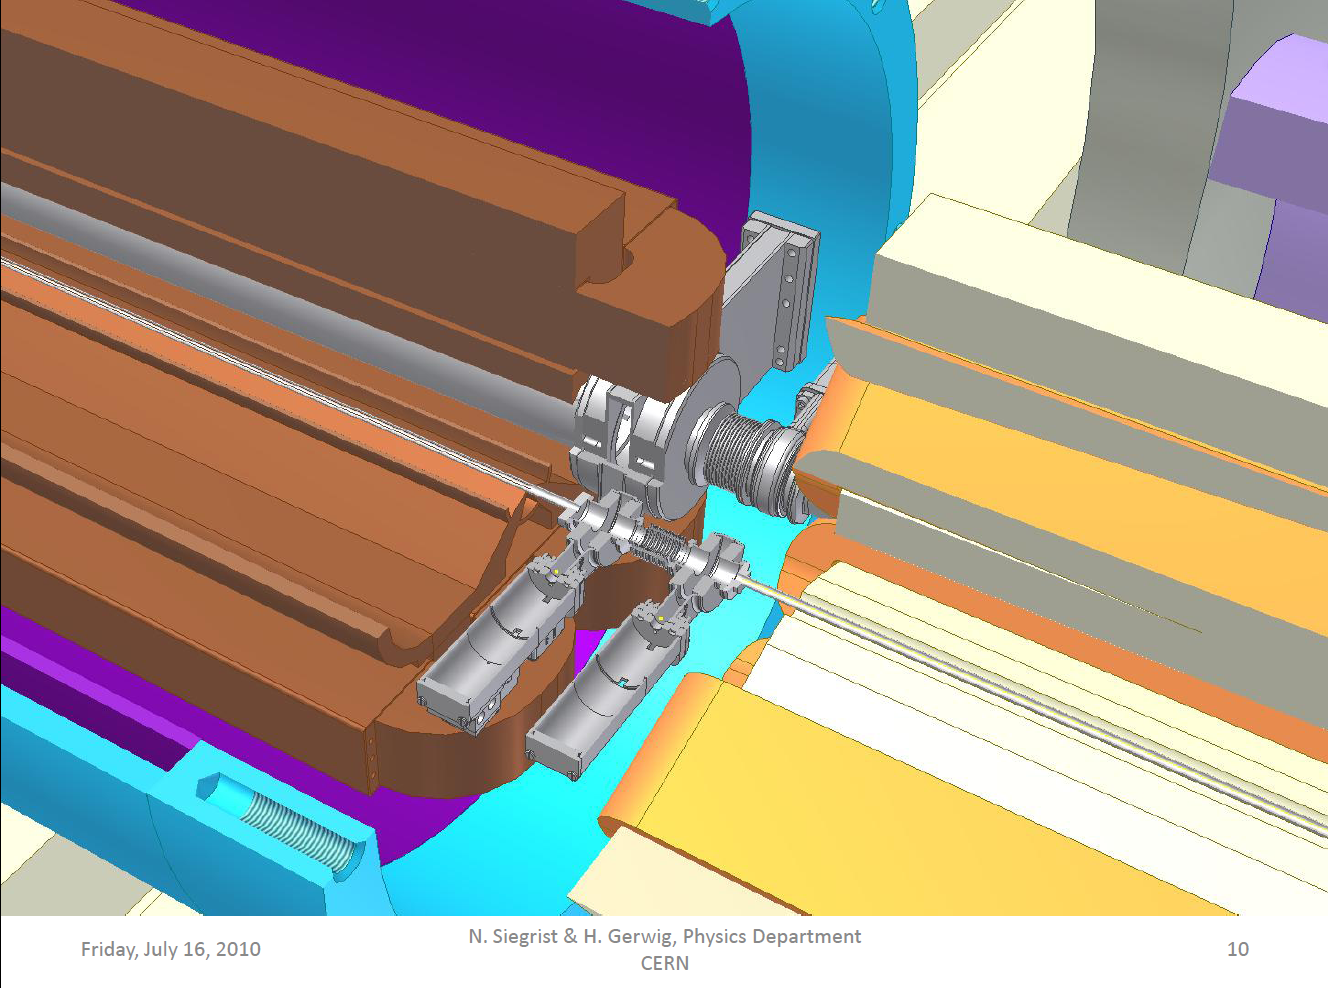 Friday, July 16, 2010
N. Siegrist & H. Gerwig, Physics Department
CERN
10